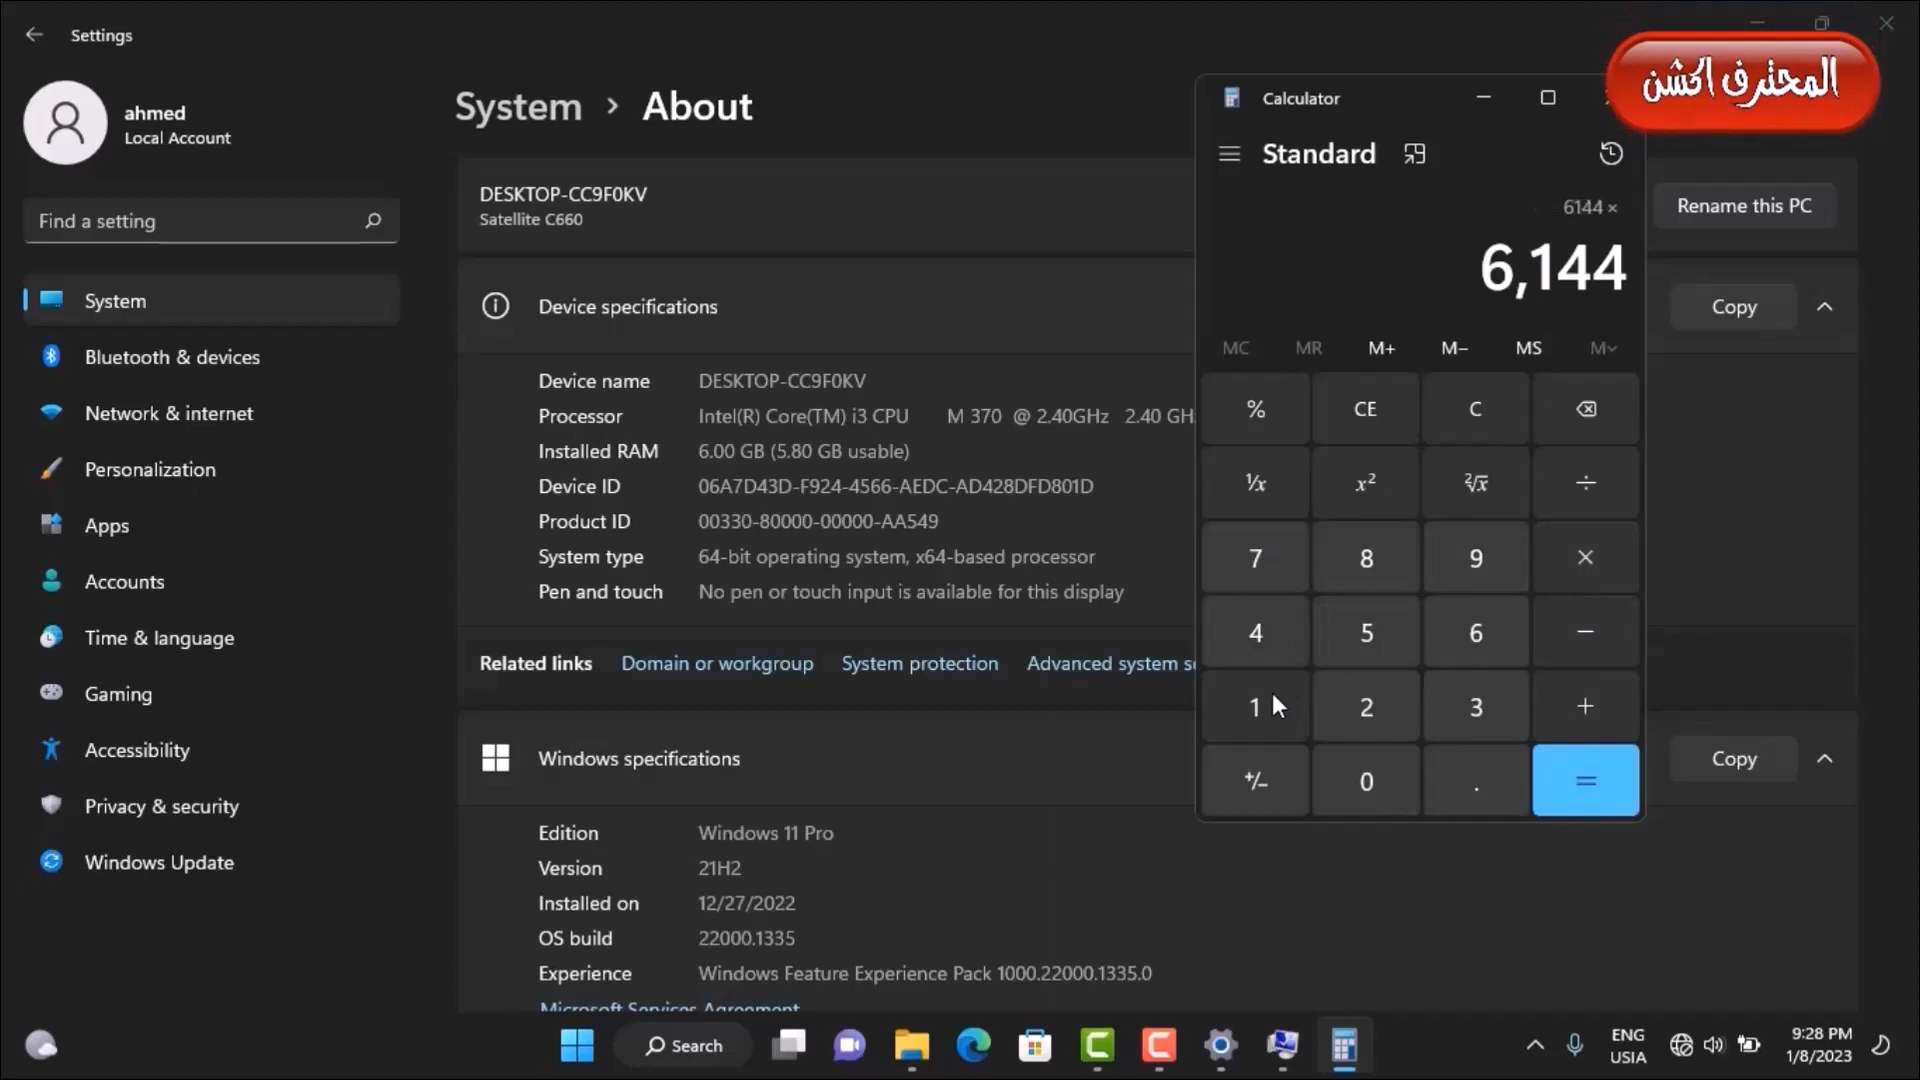 Settings
المحترف اكشن
ahmed
Local Account
Find a setting
System
Bluetooth & devices
Network & internet
Personalization
Apps
Accounts
Time & language
Gaming
Accessibility
Privacy & security
Windows Update
System › About
DESKTOP-CC9F0KV
Satellite C660
Rename this PC
Device specifications
Copy
Device name DESKTOP-CC9F0KV
Processor Intel(R) Core(TM) i3 CPU M 370 @ 2.40GHz 2.40 GH
Installed RAM 6.00 GB (5.80 GB usable)
Device ID 06A7D43D-F924-4566-AEDC-AD428DFD801D
Product ID 00330-80000-00000-AA549
System type 64-bit operating system, x64-based processor
Pen and touch No pen or touch input is available for this display
Related links Domain or workgroup System protection Advanced system s
Windows specifications
Copy
Edition Windows 11 Pro
Version 21H2
Installed on 12/27/2022
OS build 22000.1335
Experience Windows Feature Experience Pack 1000.22000.1335.0
Microsoft Services Agreement
Calculator
Standard
6144 ×
6,144
MC MR M+ M− MS M˅
% CE C
¹/x x² ²√x ÷
7 8 9 ×
4 5 6 −
1 2 3 +
+/− 0 . =
Search
ENG
USIA
9:28 PM
1/8/2023